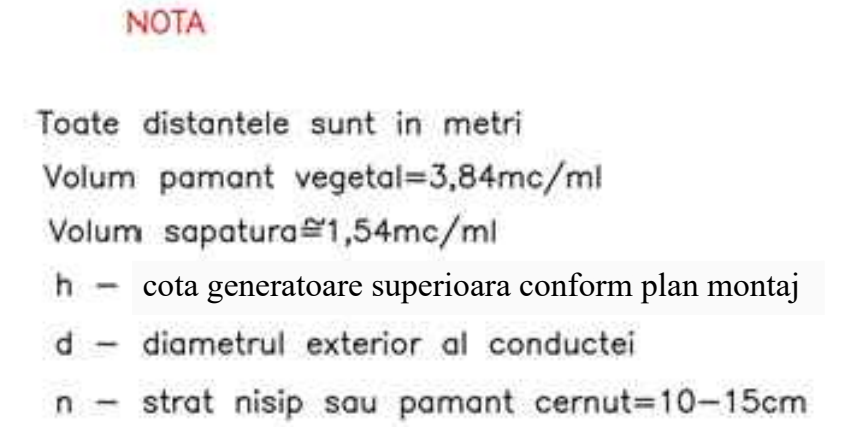 NOTA
Toate distantele sunt in metri
Volum pamant vegetal=3,84mc/ml
Volum sapatura≅1,54mc/ml
h - cota generatoare superioara conform plan montaj
d - diametrul exterior al conductei
n - strat nisip sau pamant cernut=10-15cm